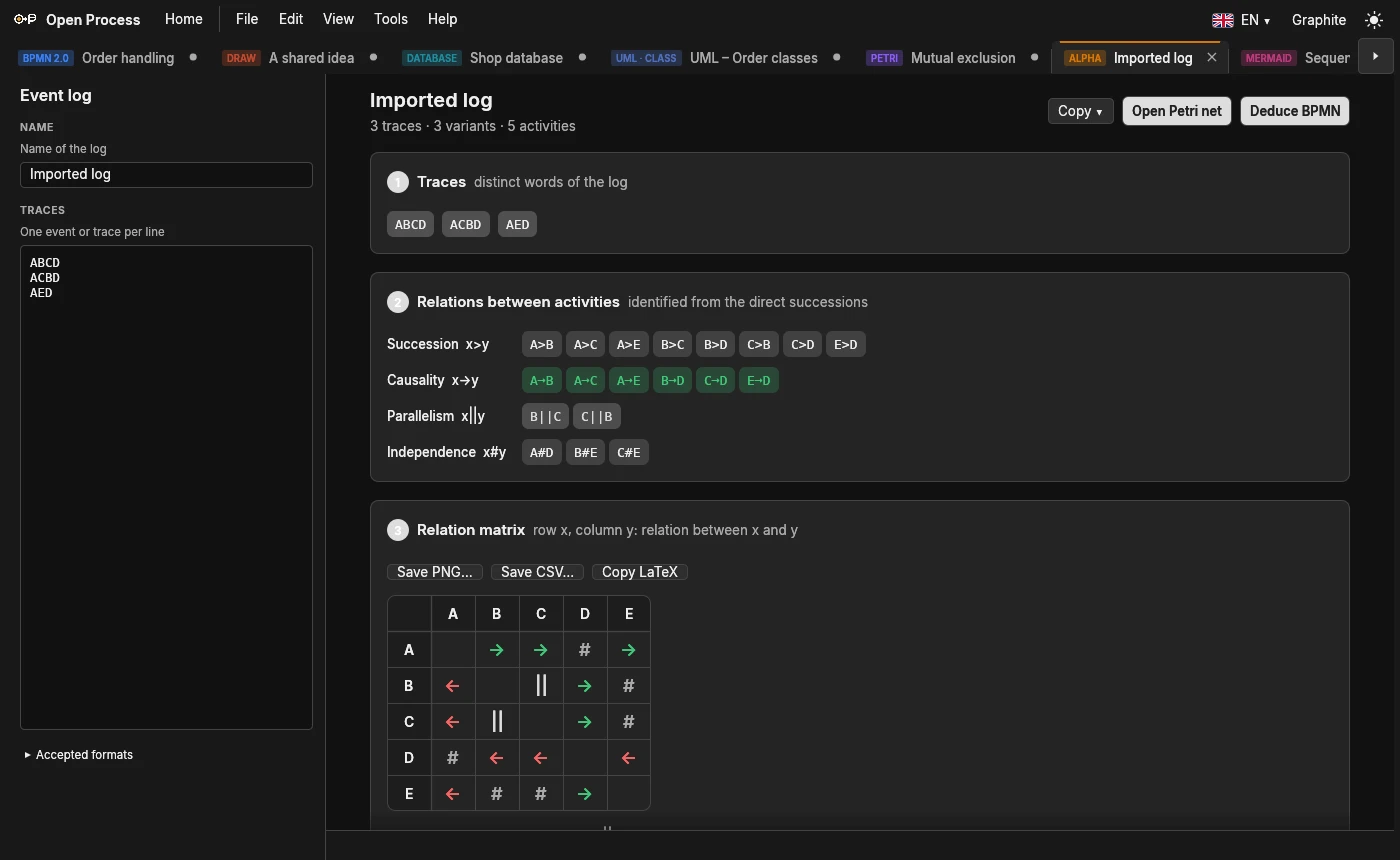 Open Process Home File Edit View Tools Help EN ▾ Graphite
BPMN 2.0 Order handling DRAW A shared idea DATABASE Shop database UML · CLASS UML – Order classes PETRI Mutual exclusion ALPHA Imported log × MERMAID Sequer
Event log
NAME
Name of the log
Imported log
TRACES
One event or trace per line
ABCD
ACBD
AED
▸ Accepted formats
Imported log
3 traces · 3 variants · 5 activities
Copy ▾ Open Petri net Deduce BPMN
1 Traces distinct words of the log
ABCD ACBD AED
2 Relations between activities identified from the direct successions
Succession x>y A>B A>C A>E B>C B>D C>B C>D E>D
Causality x→y A→B A→C A→E B→D C→D E→D
Parallelism x||y B||C C||B
Independence x#y A#D B#E C#E
3 Relation matrix row x, column y: relation between x and y
Save PNG... Save CSV... Copy LaTeX
A B C D E
A → → # →
B ← || → #
C ← || → #
D # ← ← ←
E ← # # →